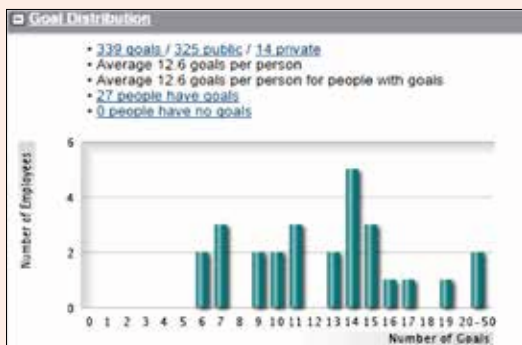 Goal Distribution
• 339 goals / 325 public / 14 private
• Average 12.6 goals per person
• Average 12.6 goals per person for people with goals
• 27 people have goals
• 0 people have no goals
6
4
2
0
Number of Employees
0 1 2 3 4 5 6 7 8 9 10 11 12 13 14 15 16 17 18 19 20-50
Number of Goals